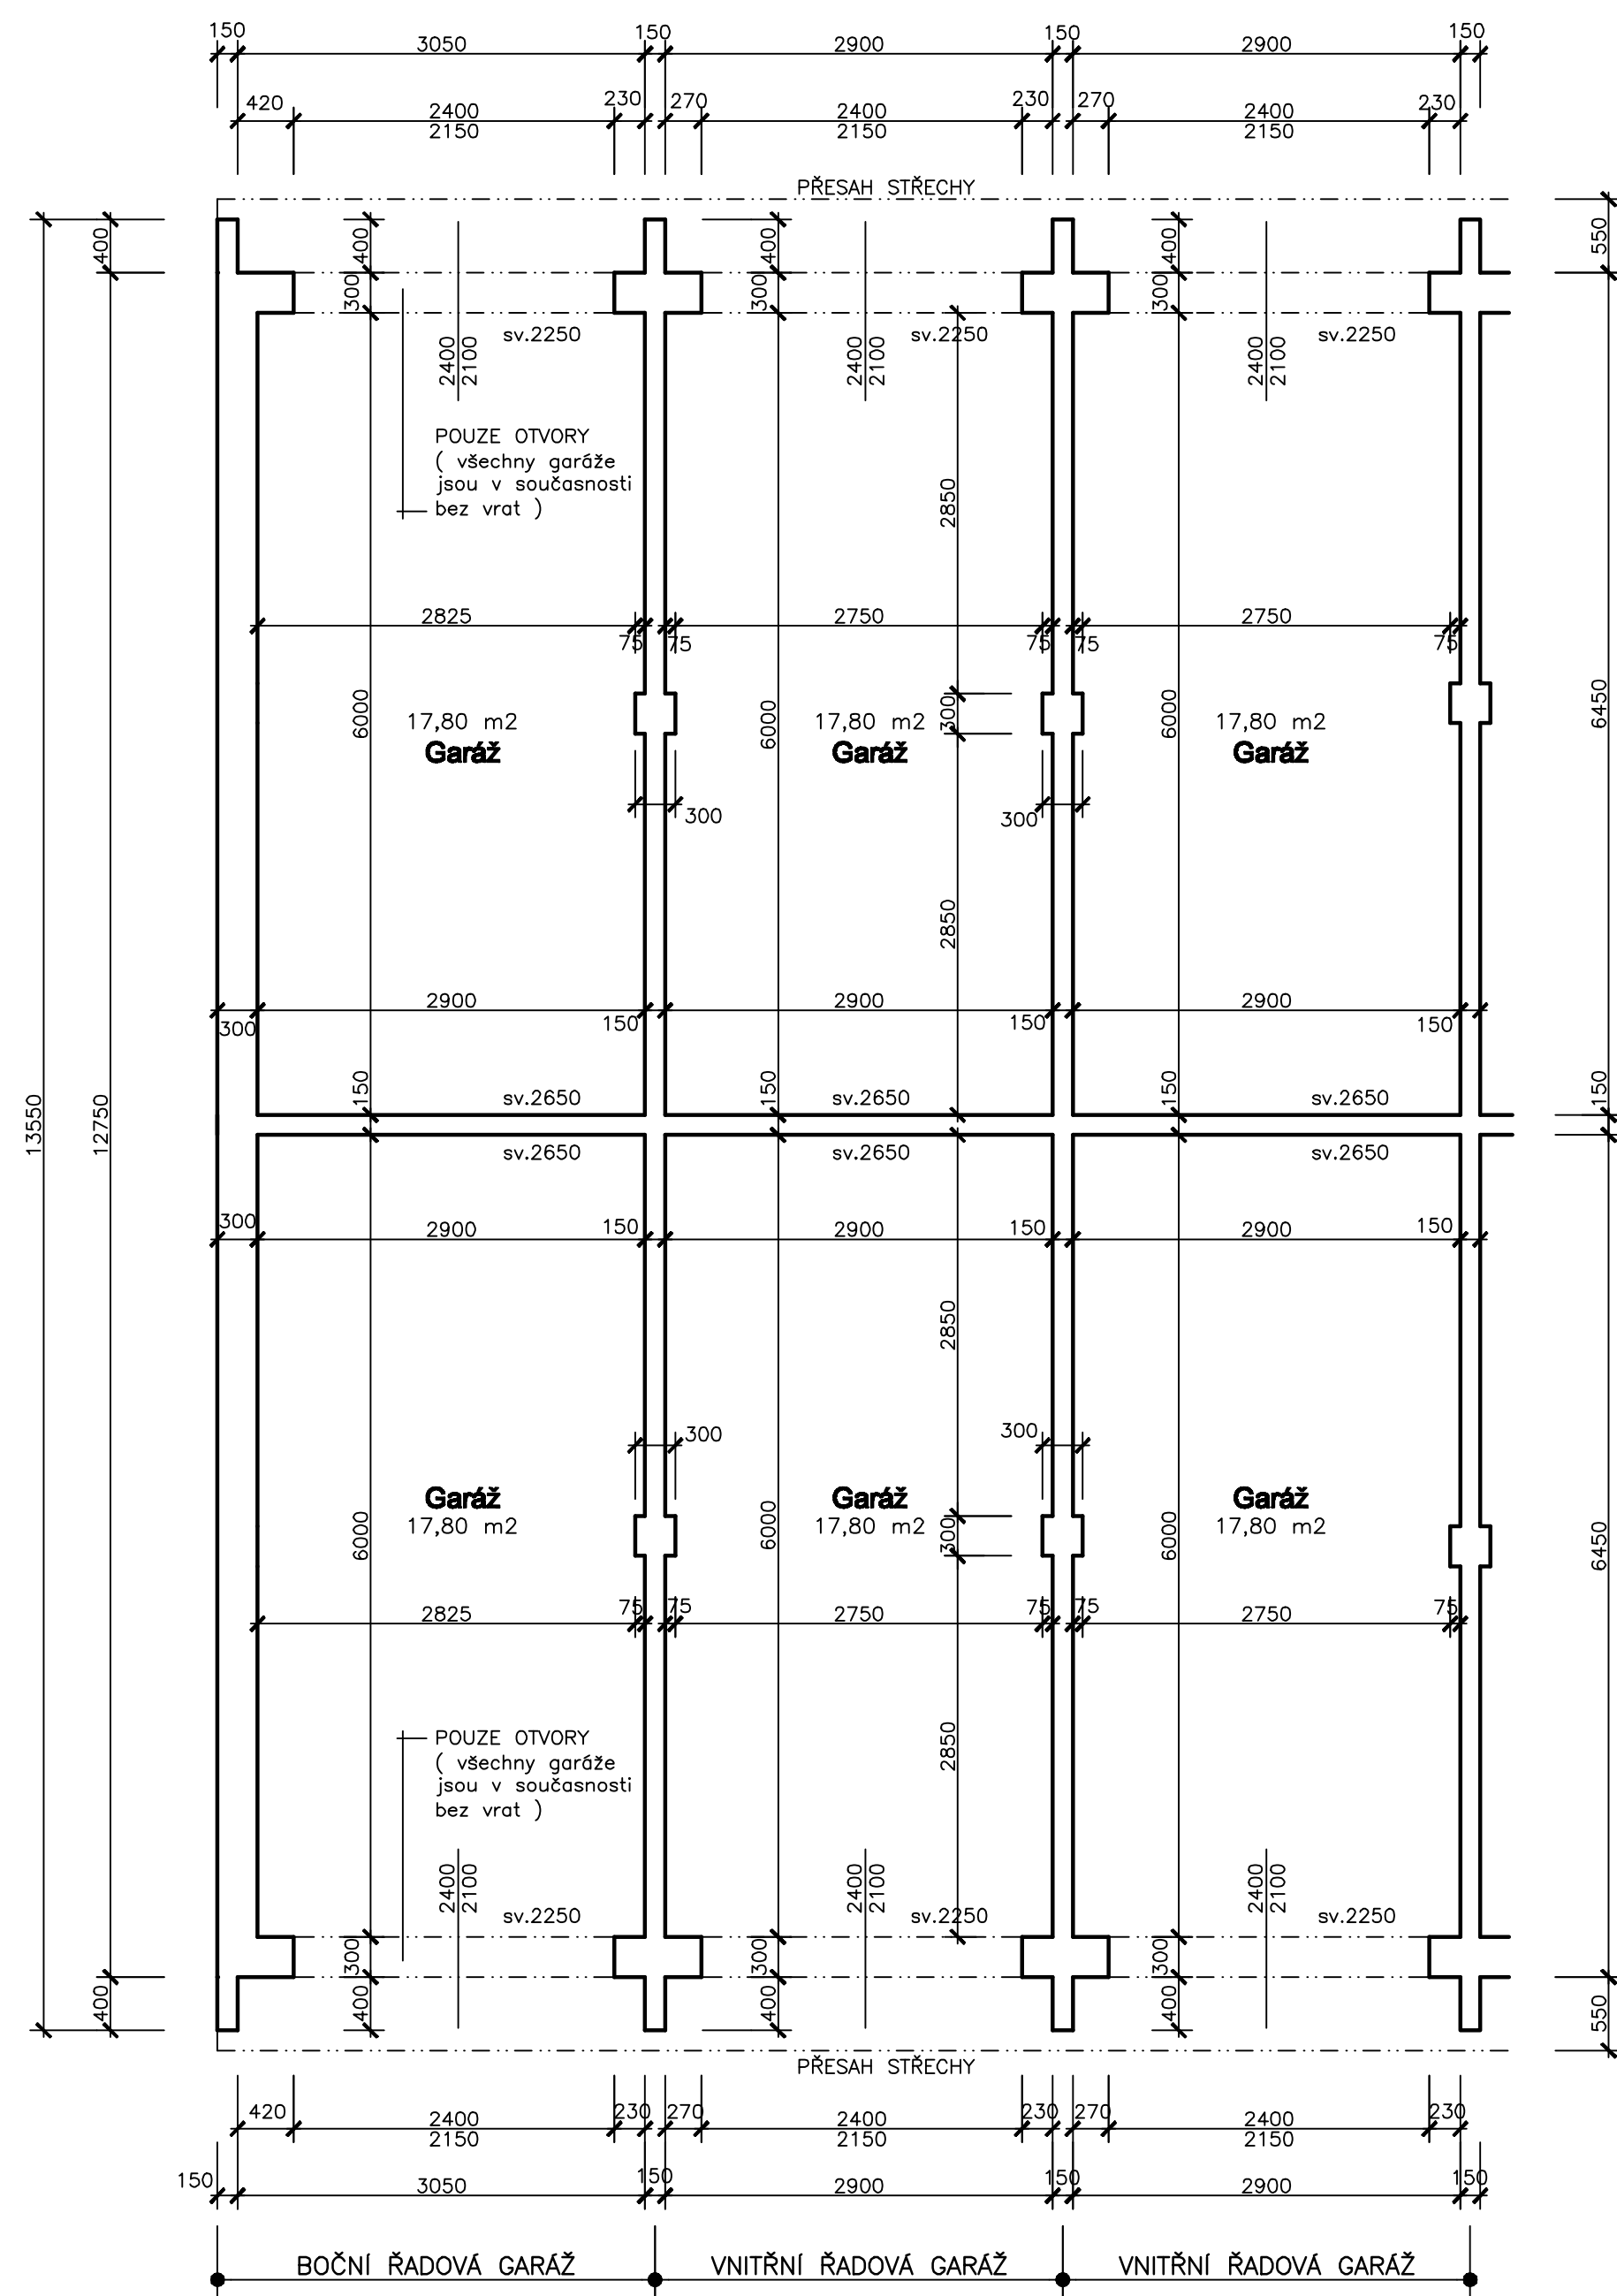 150 3050 150 2900 150 2900 150
420 2400 230 270 2400 230 270 2400 230
2150 2150 2150
PŘESAH STŘECHY
400 400 400 400 550
300 300 300
sv.2250 sv.2250 sv.2250
2400 2100 2400 2100 2400 2100
POUZE OTVORY
( všechny garáže
jsou v současnosti
bez vrat )
2850
2825 2750 2750
75 75 75 75 75
6000 6000 300 6000 6450
17,80 m2 17,80 m2 17,80 m2
Garáž Garáž Garáž
300 300
2850
2900 2900 2900
300 150 150 150
150 150 150 150
sv.2650 sv.2650 sv.2650
13550 12750
sv.2650 sv.2650 sv.2650
300 150 150 150
2900 2900 2900
2850
300 300
Garáž Garáž Garáž
17,80 m2 17,80 m2 17,80 m2
6000 6000 300 6000 6450
75 75 75 75 75
2825 2750 2750
POUZE OTVORY
( všechny garáže
jsou v současnosti
bez vrat )
2850
2400 2100 2400 2100 2400 2100
sv.2250 sv.2250 sv.2250
300 300 300
400 400 400 400 550
PŘESAH STŘECHY
420 2400 230 270 2400 230 270 2400 230
2150 2150 2150
150 3050 150 2900 150 2900 150
BOČNÍ ŘADOVÁ GARÁŽ VNITŘNÍ ŘADOVÁ GARÁŽ VNITŘNÍ ŘADOVÁ GARÁŽ